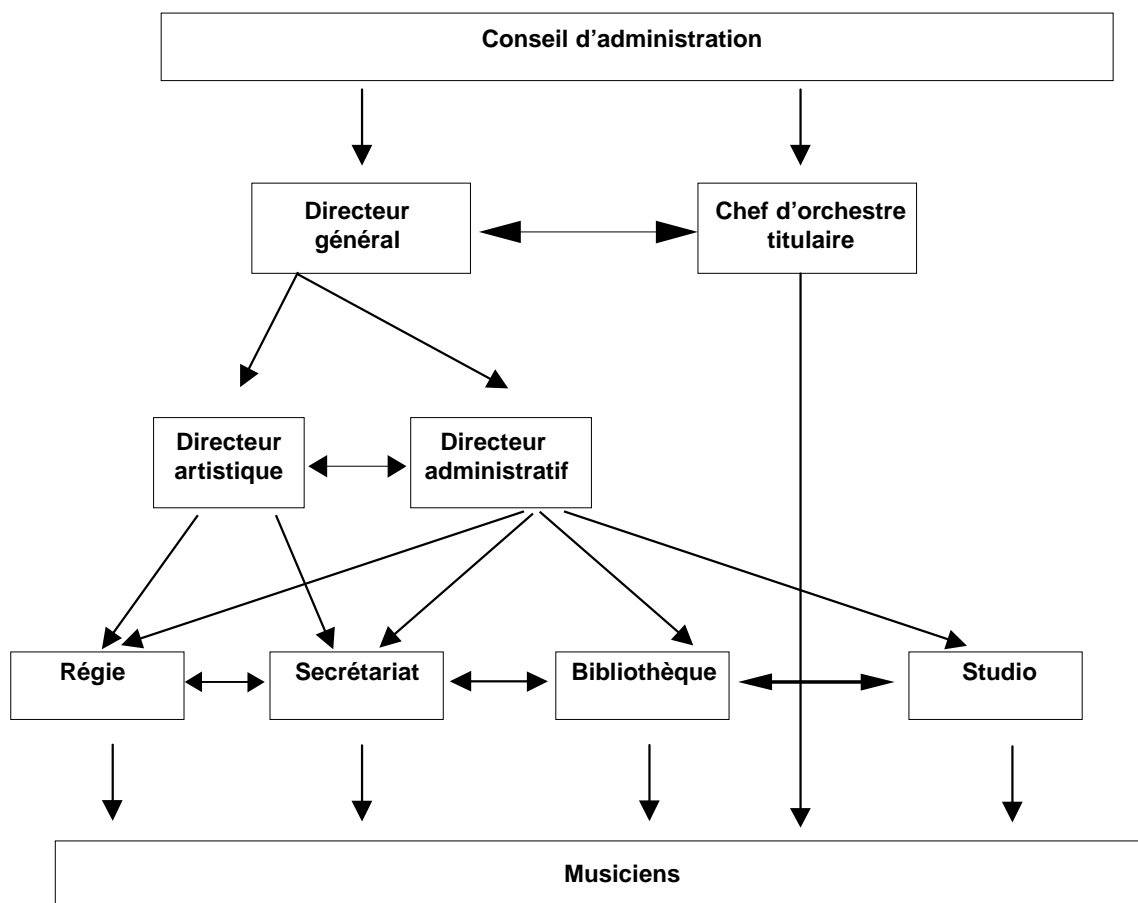 Conseil d'administration
Directeur
général
Chef d'orchestre
titulaire
Directeur
artistique
Directeur
administratif
Régie
Secrétariat
Bibliothèque
Studio
Musiciens